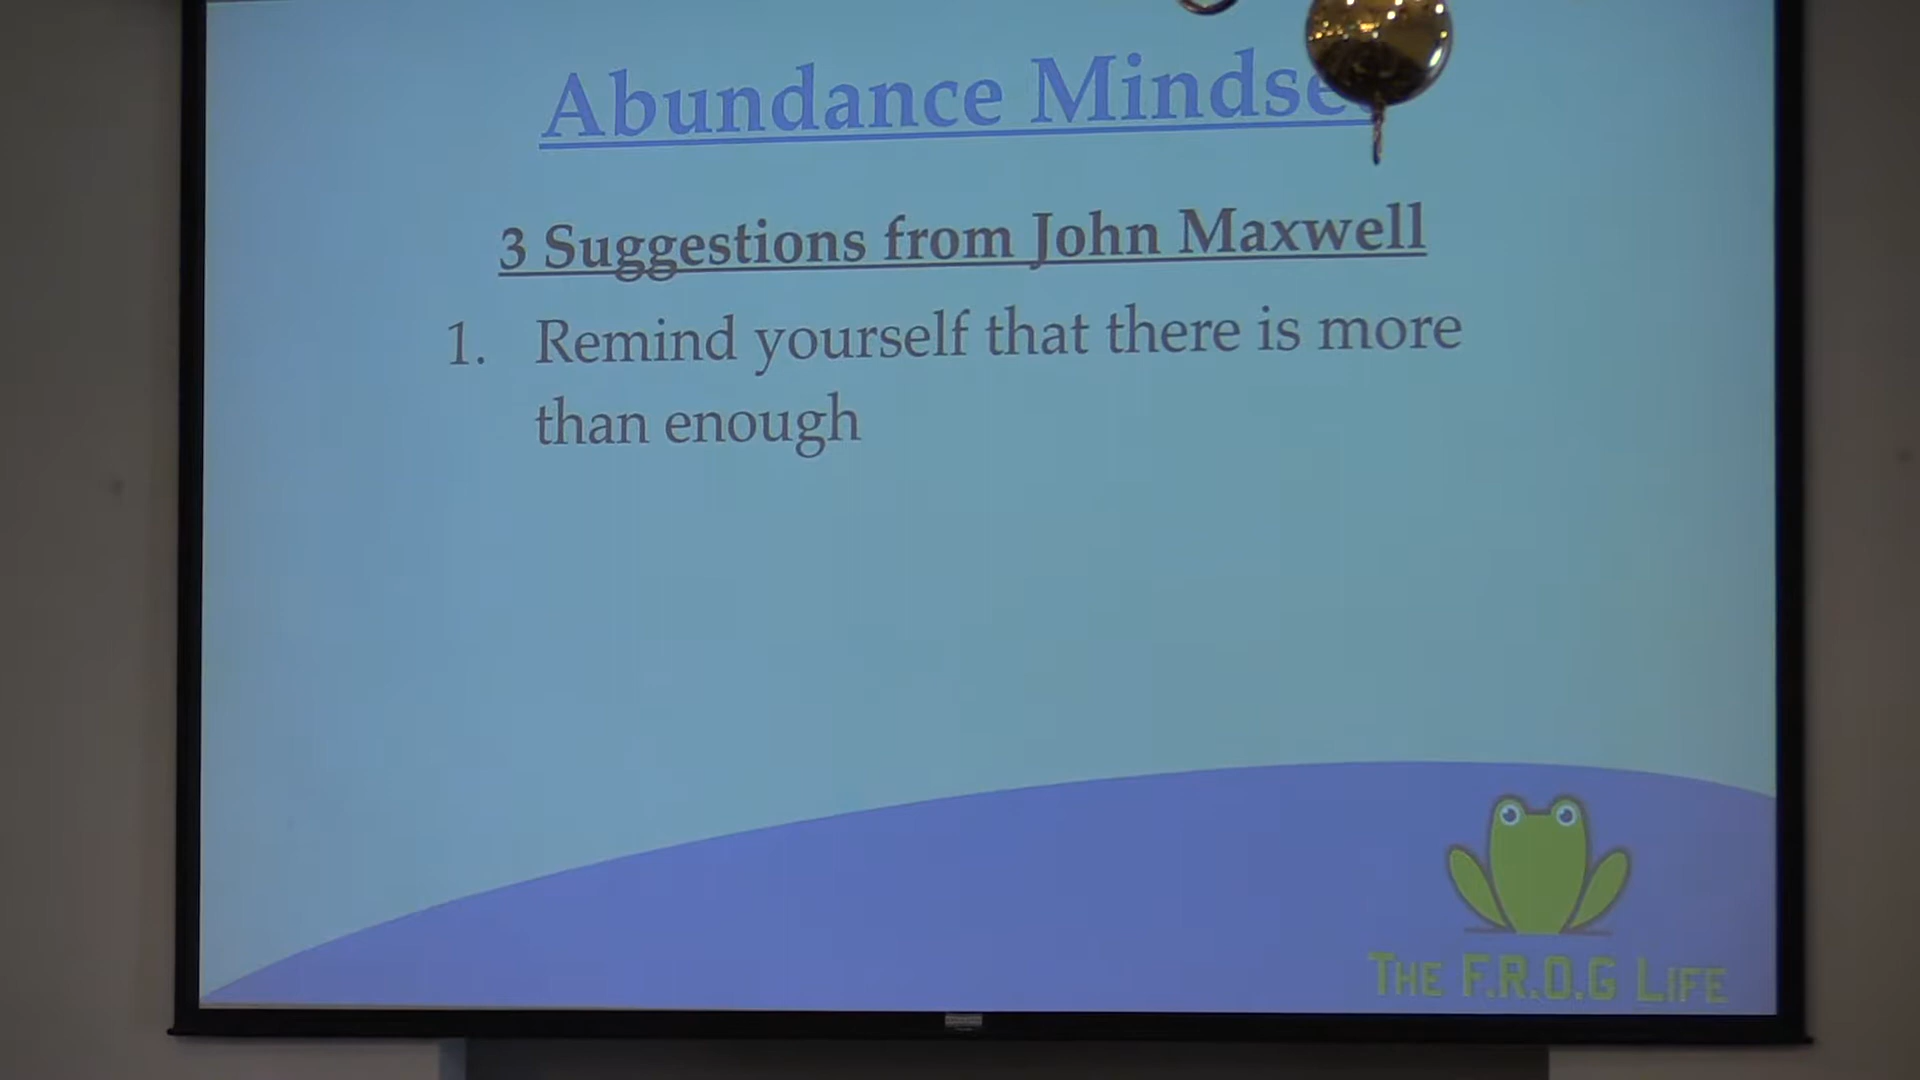 Abundance Mindse
3 Suggestions from John Maxwell
1. Remind yourself that there is more
than enough
THE F.R.O.G LIFE